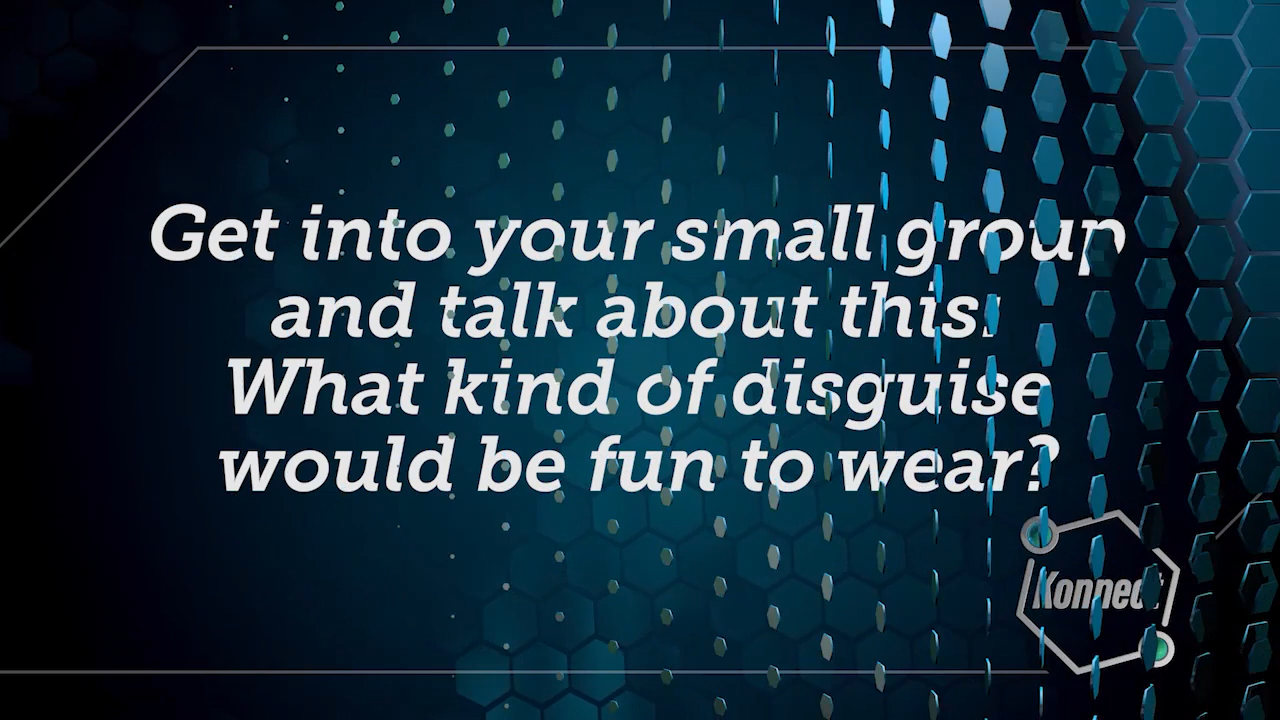 Get into your small group
and talk about this:
What kind of disguise
would be fun to wear?
Konnect